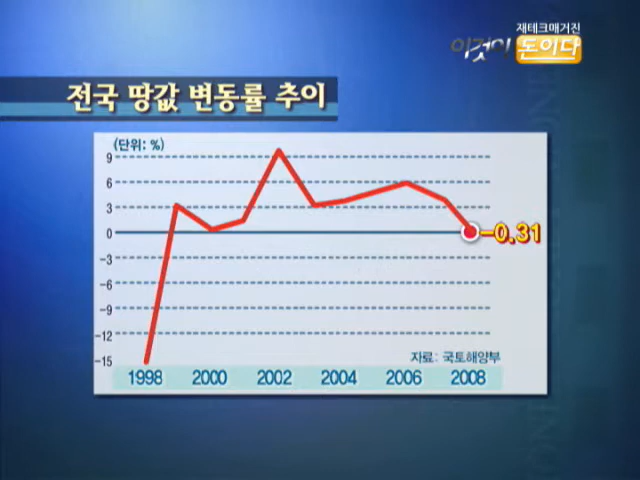 재테크매거진
이것이 돈이다
전국 땅값 변동률 추이
(단위: %)
9
6
3
0
-3
-6
-9
-12
-15
-0.31
자료: 국토해양부
1998 2000 2002 2004 2006 2008